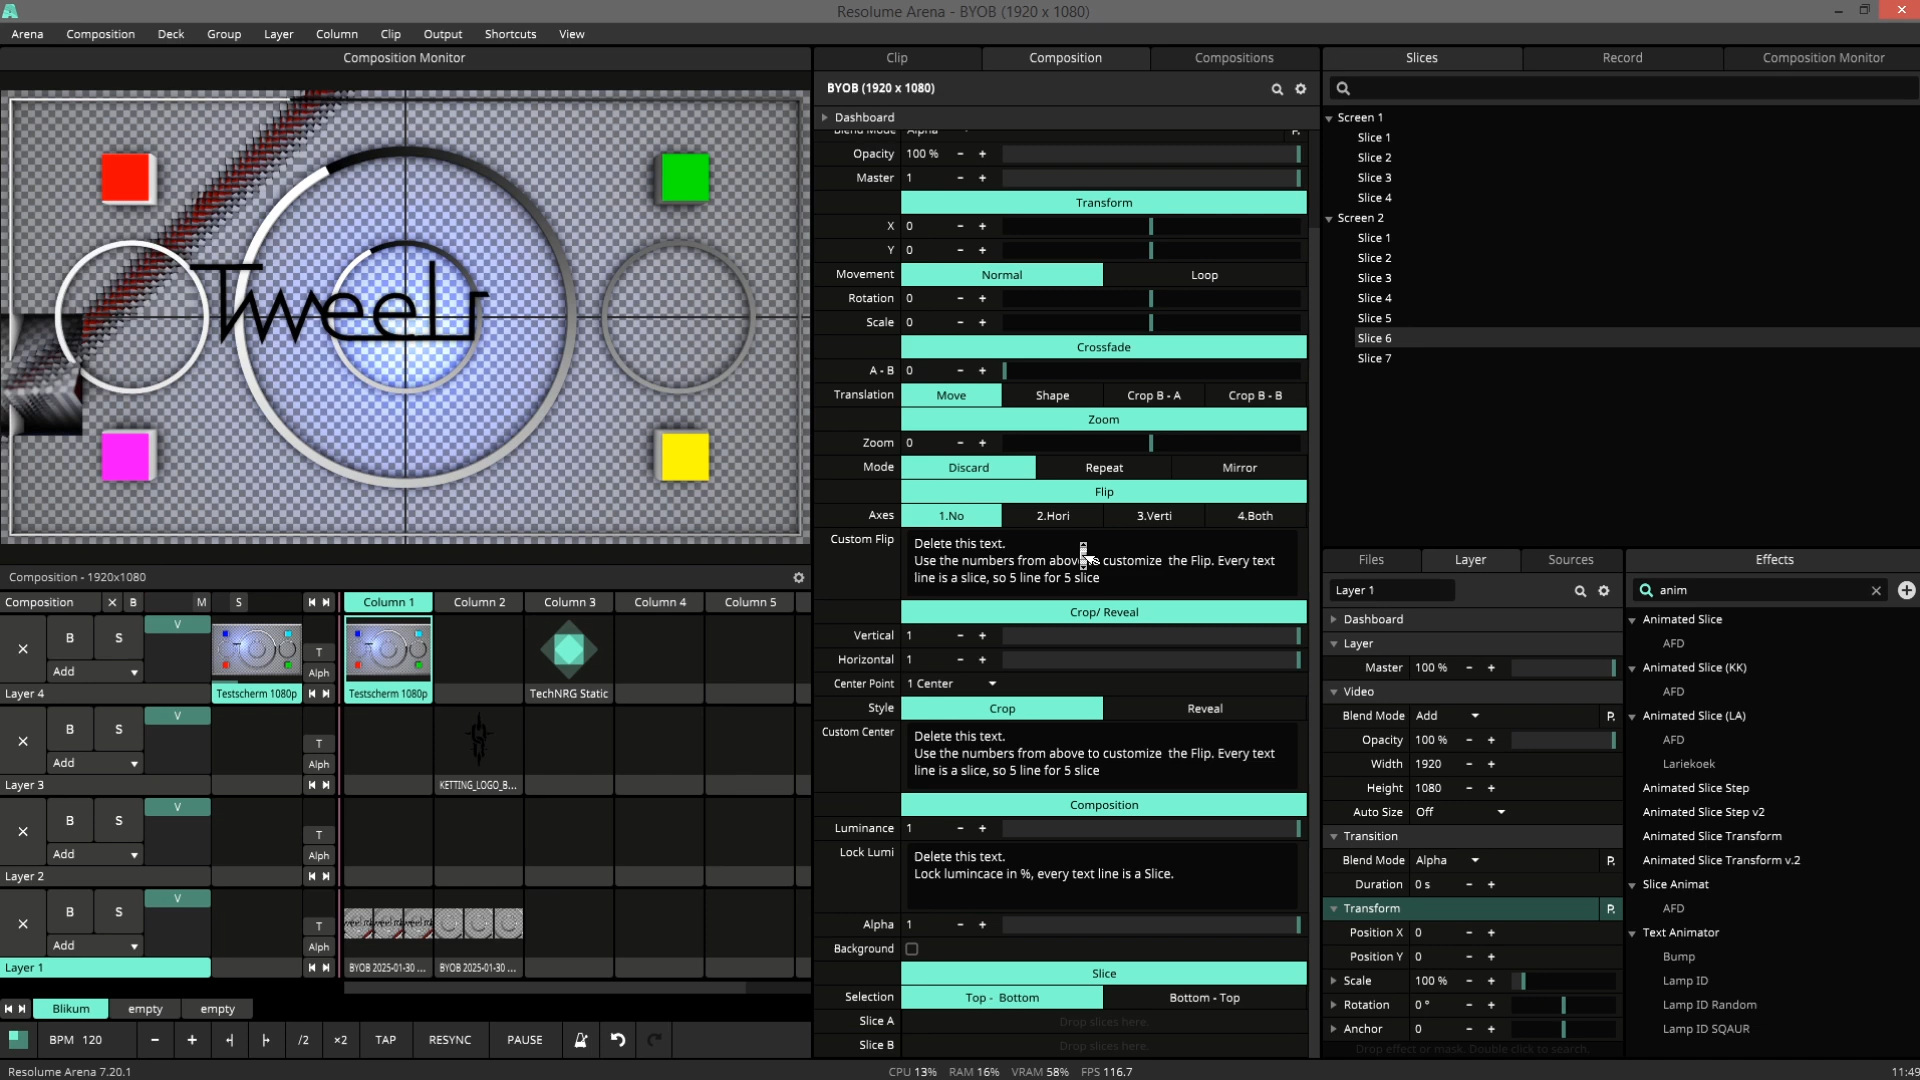 Resolume Arena - BYOB (1920 x 1080)
Arena Composition Deck Group Layer Column Clip Output Shortcuts View
Composition Monitor
Tweelr
Composition - 1920x1080
Composition X B M S Column 1 Column 2 Column 3 Column 4 Column 5
V
B S
T
Add Alph
Layer 4 Testscherm 1080p Testscherm 1080p TechNRG Static
V
B S
T
Add Alph
Layer 3 KETTING_LOGO_B...
V
B S
T
Add Alph
Layer 2
V
B S
T
Add Alph
Layer 1 BYOB 2025-01-30 ... BYOB 2025-01-30 ...
Blikum empty empty
BPM 120 - + /2 ×2 TAP RESYNC PAUSE
Clip Composition Compositions
BYOB (1920 x 1080)
Dashboard
Blend Mode Alpha P.
Opacity 100 % - +
Master 1 - +
Transform
X 0 - +
Y 0 - +
Movement Normal Loop
Rotation 0 - +
Scale 0 - +
Crossfade
A - B 0 - +
Translation Move Shape Crop B - A Crop B - B
Zoom
Zoom 0 - +
Mode Discard Repeat Mirror
Flip
Axes 1.No 2.Hori 3.Verti 4.Both
Custom Flip Delete this text.
Use the numbers from above to customize  the Flip. Every text
line is a slice, so 5 line for 5 slice
Crop/ Reveal
Vertical 1 - +
Horizontal 1 - +
Center Point 1 Center
Style Crop Reveal
Custom Center Delete this text.
Use the numbers from above to customize  the Flip. Every text
line is a slice, so 5 line for 5 slice
Composition
Luminance 1 - +
Lock Lumi Delete this text.
Lock lumincace in %, every text line is a Slice.
Alpha 1 - +
Background
Slice
Selection Top -  Bottom Bottom - Top
Slice A Drop slices here.
Slice B Drop slices here.
Slices Record Composition Monitor
Screen 1
Slice 1
Slice 2
Slice 3
Slice 4
Screen 2
Slice 1
Slice 2
Slice 3
Slice 4
Slice 5
Slice 6
Slice 7
Files Layer Sources
Layer 1
Dashboard
Layer
Master 100 % - +
Video
Blend Mode Add P.
Opacity 100 % - +
Width 1920 - +
Height 1080 - +
Auto Size Off
Transition
Blend Mode Alpha P.
Duration 0 s - +
Transform P.
Position X 0 - +
Position Y 0 - +
Scale 100 % - +
Rotation 0 ° - +
Anchor 0 - +
Drop effect or mask. Double click to search.
Effects
anim
Animated Slice
AFD
Animated Slice (KK)
AFD
Animated Slice (LA)
AFD
Lariekoek
Animated Slice Step
Animated Slice Step v2
Animated Slice Transform
Animated Slice Transform v.2
Slice Animat
AFD
Text Animator
Bump
Lamp ID
Lamp ID Random
Lamp ID SQAUR
Resolume Arena 7.20.1 CPU 13% RAM 16% VRAM 58% FPS 116.7 11:49